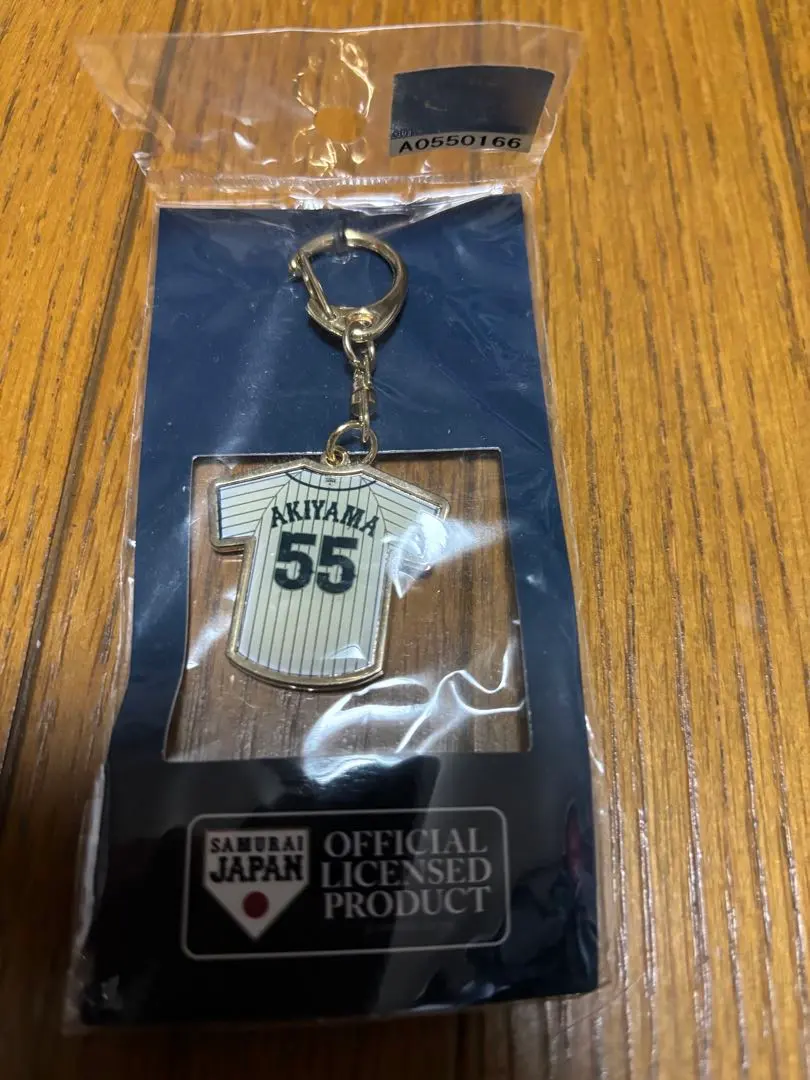 A0550166
AKIYAMA
55
SAMURAI
JAPAN
OFFICIAL
LICENSED
PRODUCT